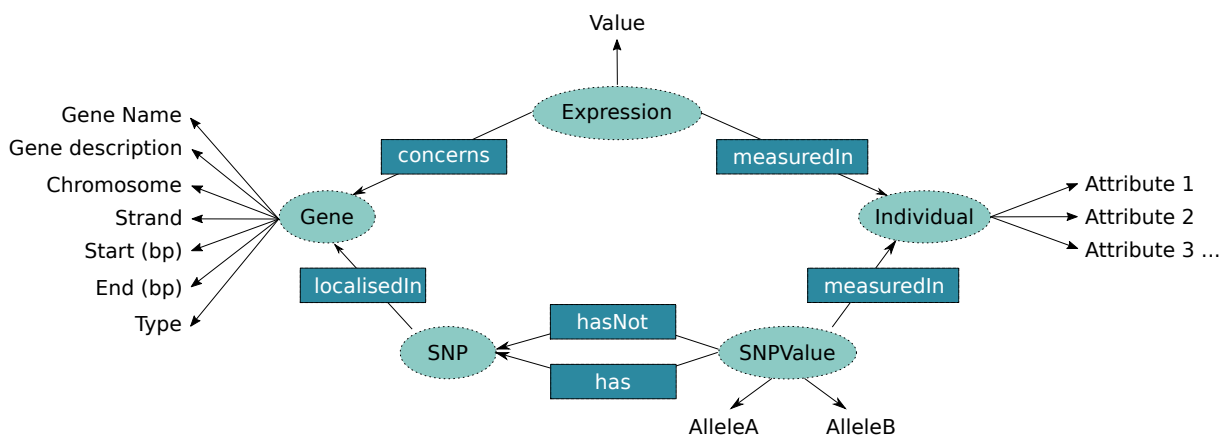 Value
Expression
Gene Name
Gene description
Chromosome
Strand
Start (bp)
End (bp)
Type
concerns
measuredIn
Gene
Individual
Attribute 1
Attribute 2
Attribute 3 ...
localisedIn
measuredIn
hasNot
SNP
SNPValue
has
AlleleA
AlleleB